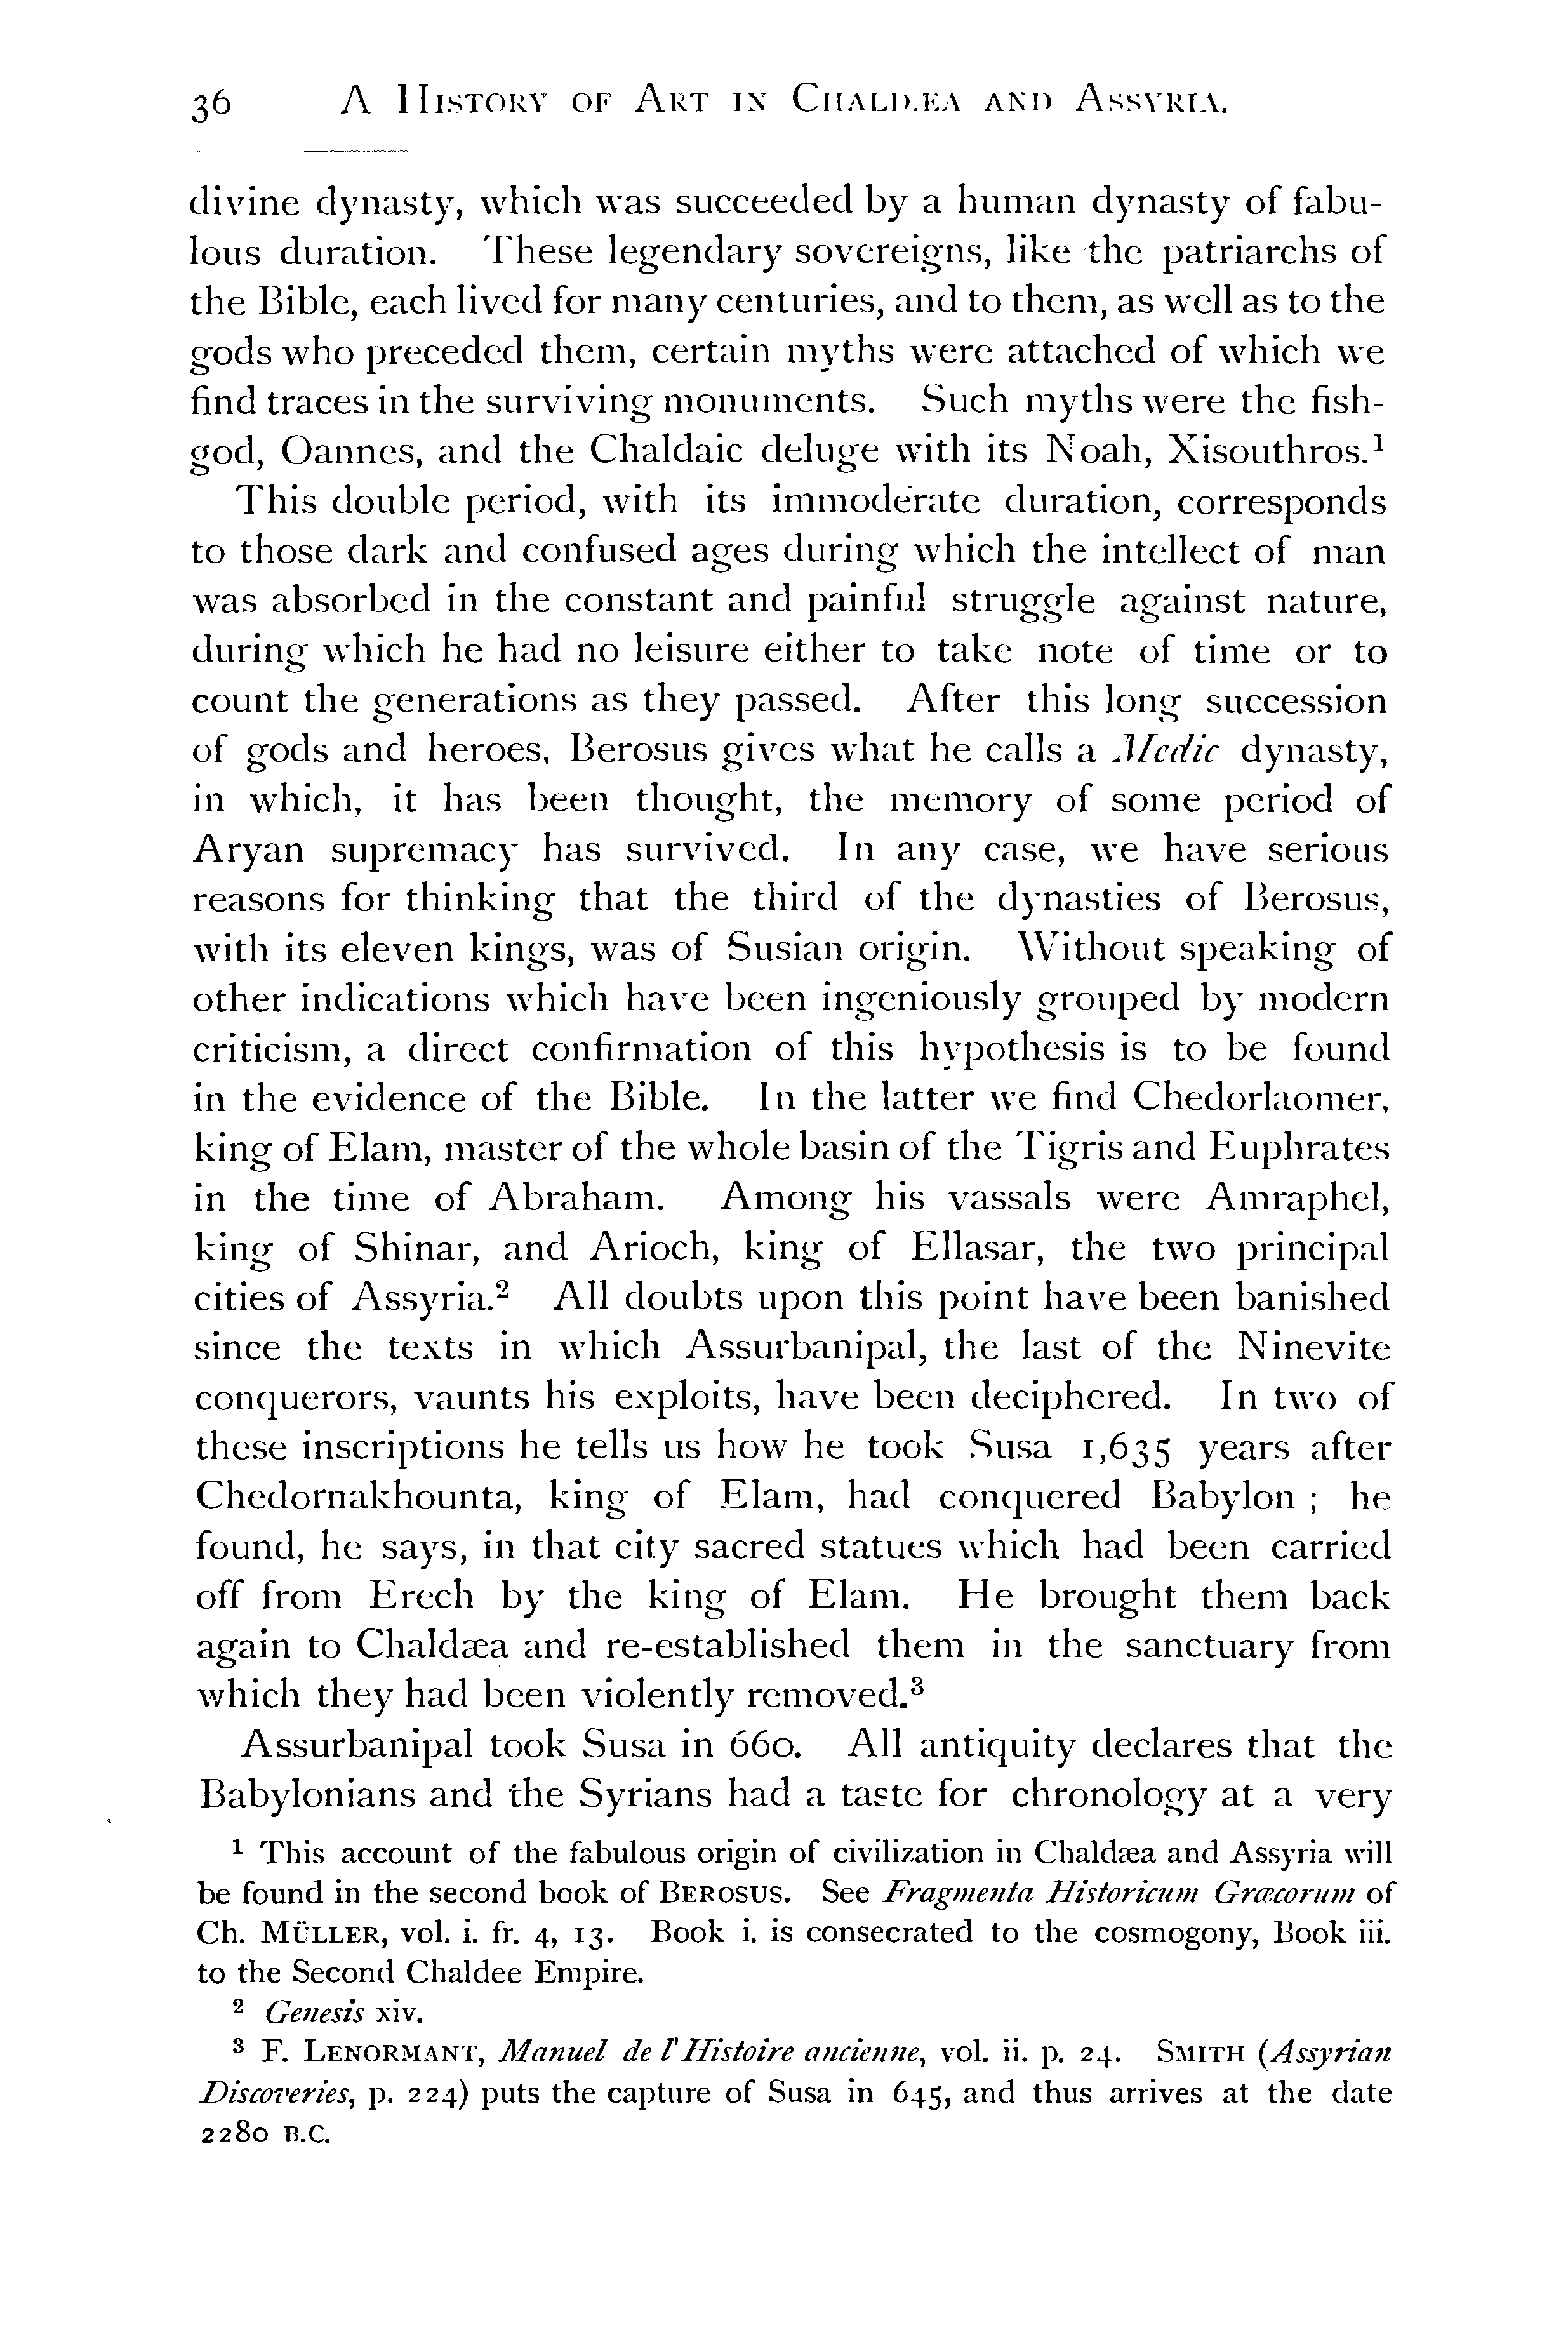 36 A HISTORY OF ART IN CHALDÆA AND ASSYRIA.
divine dynasty, which was succeeded by a human dynasty of fabu-
lous duration. These legendary sovereigns, like the patriarchs of
the Bible, each lived for many centuries, and to them, as well as to the
gods who preceded them, certain myths were attached of which we
find traces in the surviving monuments. Such myths were the fish-
god, Oannes, and the Chaldaic deluge with its Noah, Xisouthros.¹
This double period, with its immoderate duration, corresponds
to those dark and confused ages during which the intellect of man
was absorbed in the constant and painful struggle against nature,
during which he had no leisure either to take note of time or to
count the generations as they passed. After this long succession
of gods and heroes, Berosus gives what he calls a Medic dynasty,
in which, it has been thought, the memory of some period of
Aryan supremacy has survived. In any case, we have serious
reasons for thinking that the third of the dynasties of Berosus,
with its eleven kings, was of Susian origin. Without speaking of
other indications which have been ingeniously grouped by modern
criticism, a direct confirmation of this hypothesis is to be found
in the evidence of the Bible. In the latter we find Chedorlaomer,
king of Elam, master of the whole basin of the Tigris and Euphrates
in the time of Abraham. Among his vassals were Amraphel,
king of Shinar, and Arioch, king of Ellasar, the two principal
cities of Assyria.² All doubts upon this point have been banished
since the texts in which Assurbanipal, the last of the Ninevite
conquerors, vaunts his exploits, have been deciphered. In two of
these inscriptions he tells us how he took Susa 1,635 years after
Chedornakhounta, king of Elam, had conquered Babylon ; he
found, he says, in that city sacred statues which had been carried
off from Erech by the king of Elam. He brought them back
again to Chaldæa and re-established them in the sanctuary from
which they had been violently removed.³
Assurbanipal took Susa in 660. All antiquity declares that the
Babylonians and the Syrians had a taste for chronology at a very
¹ This account of the fabulous origin of civilization in Chaldæa and Assyria will
be found in the second book of BEROSUS. See Fragmenta Historicum Græcorum of
Ch. MÜLLER, vol. i. fr. 4, 13. Book i. is consecrated to the cosmogony, Book iii.
to the Second Chaldee Empire.
² Genesis xiv.
³ F. LENORMANT, Manuel de l'Histoire ancienne, vol. ii. p. 24. SMITH (Assyrian
Discoveries, p. 224) puts the capture of Susa in 645, and thus arrives at the date
2280 B.C.